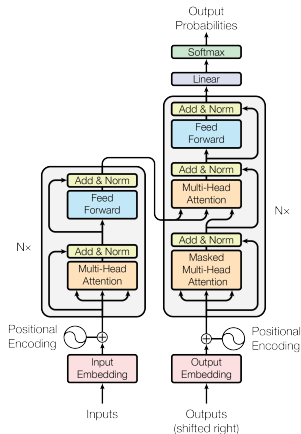 Output
Probabilities
Softmax
Linear
Add & Norm
Feed
Forward
Add & Norm
Multi-Head
Attention
Add & Norm
Masked
Multi-Head
Attention
N×
Add & Norm
Feed
Forward
N×
Add & Norm
Multi-Head
Attention
Positional
Encoding
Positional
Encoding
Input
Embedding
Output
Embedding
Inputs
Outputs
(shifted right)